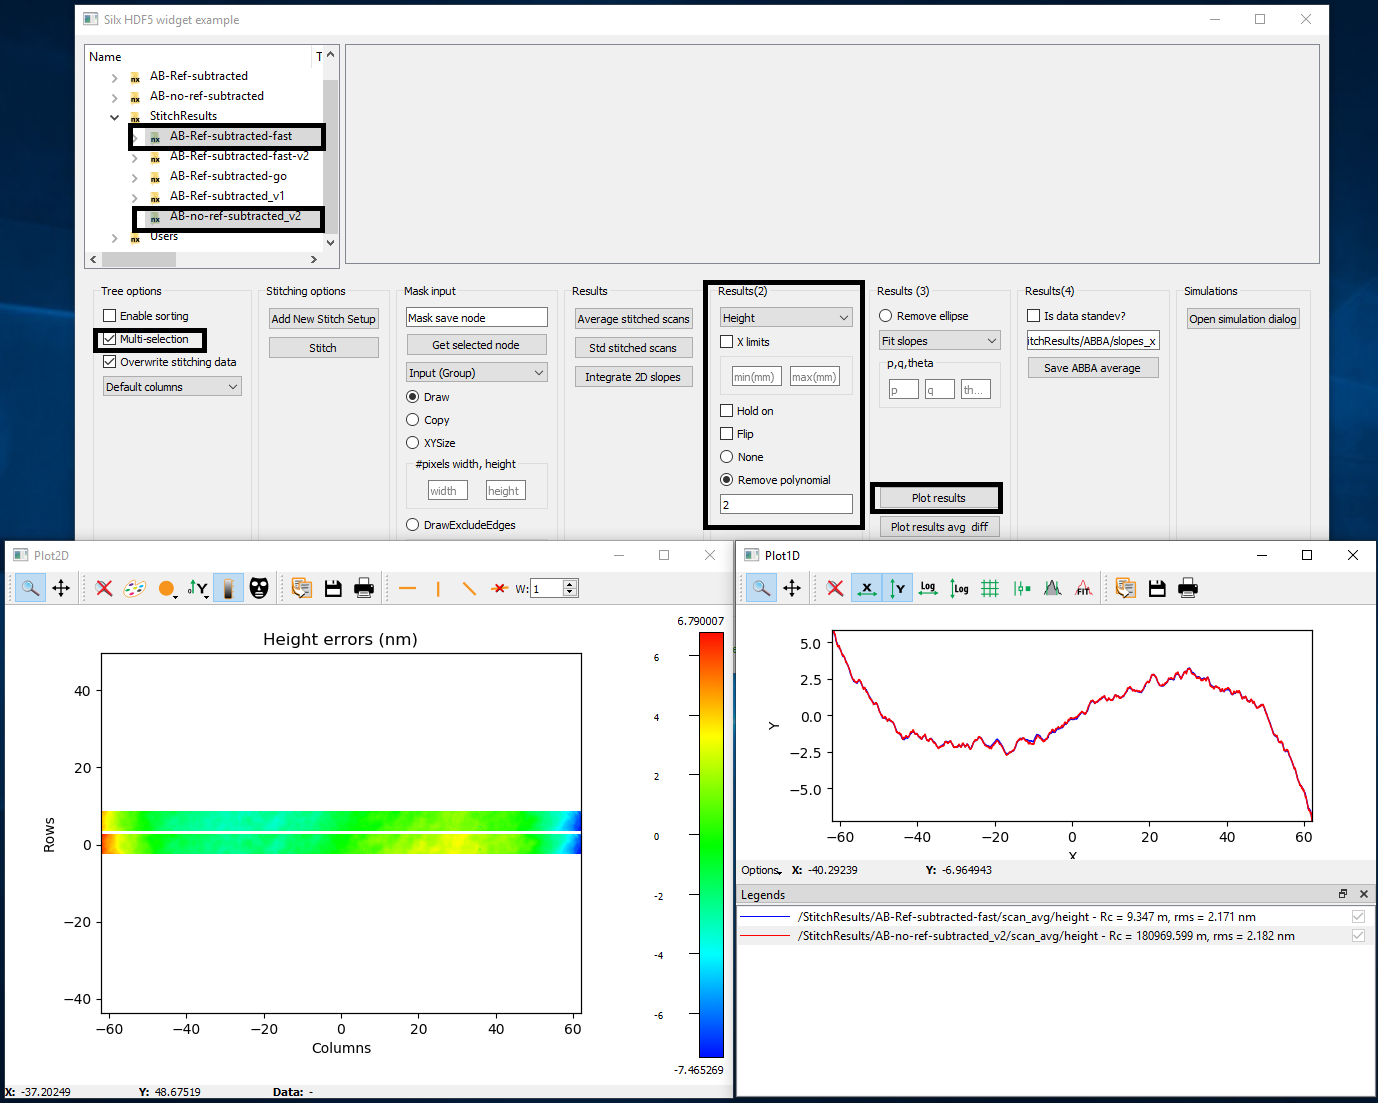 Silx HDF5 widget example
Name T
AB-Ref-subtracted
AB-no-ref-subtracted
StitchResults
AB-Ref-subtracted-fast
AB-Ref-subtracted-fast-v2
AB-Ref-subtracted-go
AB-Ref-subtracted_v1
AB-no-ref-subtracted_v2
Users
Tree options
Enable sorting
Multi-selection
Overwrite stitching data
Default columns
Stitching options
Add New Stitch Setup
Stitch
Mask input
Mask save node
Get selected node
Input (Group)
Draw
Copy
XYSize
#pixels width, height
width height
DrawExcludeEdges
Results
Average stitched scans
Std stitched scans
Integrate 2D slopes
Results(2)
Height
X limits
min(mm) max(mm)
Hold on
Flip
None
Remove polynomial
2
Results (3)
Remove ellipse
Fit slopes
p,q,theta
p q th...
Plot results
Plot results avg diff
Results(4)
Is data standev?
itchResults/ABBA/slopes_x
Save ABBA average
Simulations
Open simulation dialog
Plot2D
W: 1
Height errors (nm)
6.790007
6
4
2
0
-2
-4
-6
-7.465269
40
20
0
−20
−40
Rows
−60 −40 −20 0 20 40 60
Columns
X: -37.20249 Y: 48.67519 Data: -
Plot1D
Log Log FIT
5.0
2.5
0.0
−2.5
−5.0
Y
−60 −40 −20 0 20 40 60
X
Options X: -40.29239 Y: -6.964943
Legends
/StitchResults/AB-Ref-subtracted-fast/scan_avg/height - Rc = 9.347 m, rms = 2.171 nm
/StitchResults/AB-no-ref-subtracted_v2/scan_avg/height - Rc = 180969.599 m, rms = 2.182 nm